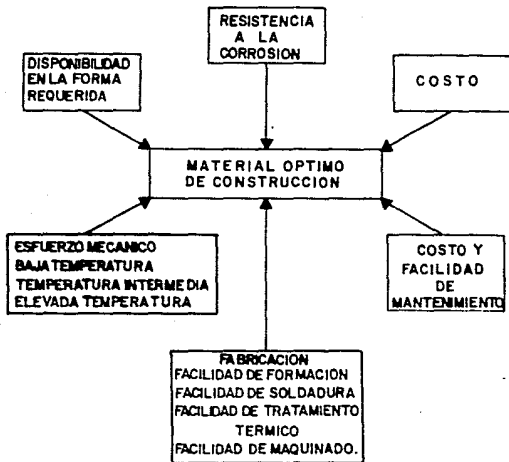 RESISTENCIA
A LA
CORROSION
DISPONIBILIDAD
EN LA FORMA
REQUERIDA
COSTO
MATERIAL OPTIMO
DE CONSTRUCCION
ESFUERZO MECANICO
BAJA TEMPERATURA
TEMPERATURA INTERMEDIA
ELEVADA TEMPERATURA
COSTO Y
FACILIDAD
DE
MANTENIMIENTO
FABRICACION
FACILIDAD DE FORMACION
FACILIDAD DE SOLDADURA
FACILIDAD DE TRATAMIENTO
TERMICO
FACILIDAD DE MAQUINADO.